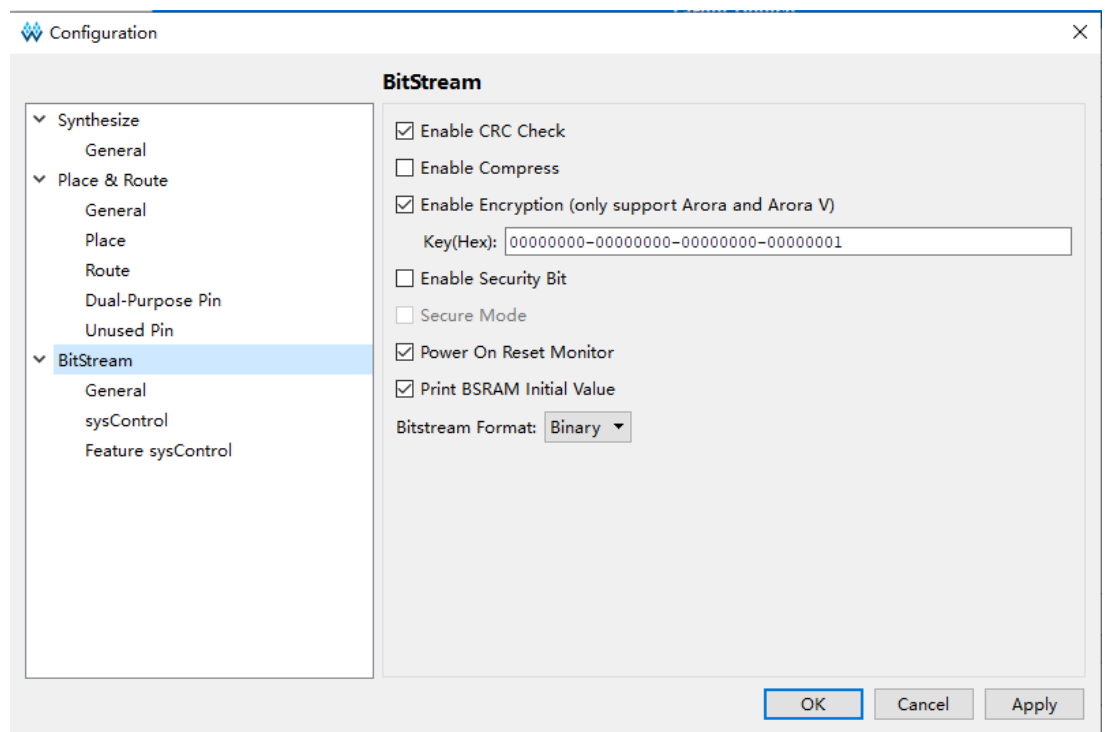 Configuration
BitStream
Synthesize
General
Place & Route
General
Place
Route
Dual-Purpose Pin
Unused Pin
BitStream
General
sysControl
Feature sysControl
Enable CRC Check
Enable Compress
Enable Encryption (only support Arora and Arora V)
Key(Hex): 00000000-00000000-00000000-00000001
Enable Security Bit
Secure Mode
Power On Reset Monitor
Print BSRAM Initial Value
Bitstream Format: Binary
OK Cancel Apply